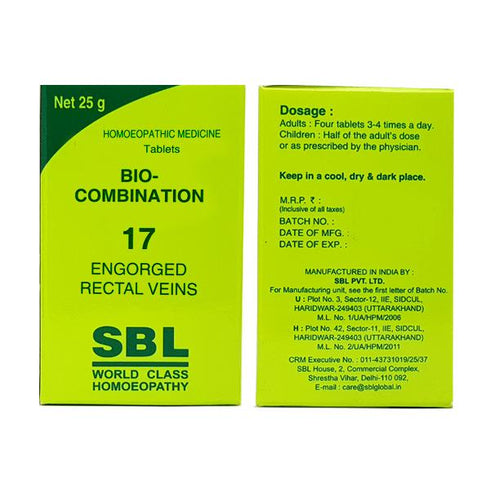 Net 25 g
HOMOEOPATHIC MEDICINE
Tablets
BIO-
COMBINATION
17
ENGORGED
RECTAL VEINS
SBL
WORLD CLASS
HOMOEOPATHY
Dosage :
Adults : Four tablets 3-4 times a day.
Children : Half of the adult's dose
or as prescribed by the physician.
Keep in a cool, dry & dark place.
M.R.P. ₹ :
(Inclusive of all taxes)
BATCH NO. :
DATE OF MFG. :
DATE OF EXP. :
MANUFACTURED IN INDIA BY :
SBL PVT. LTD.
For Manufacturing unit, see the first letter of Batch No.
U : Plot No. 3, Sector-12, IIE, SIDCUL,
HARIDWAR-249403 (UTTARAKHAND)
M.L. No. 1/UA/HPM/2006
H : Plot No. 42, Sector-11, IIE, SIDCUL,
HARIDWAR-249403 (UTTARAKHAND)
M.L. No. 2/UA/HPM/2011
CRM Executive No. : 011-43731019/25/37
SBL House, 2, Commercial Complex,
Shrestha Vihar, Delhi-110 092,
E-mail : care@sblglobal.in